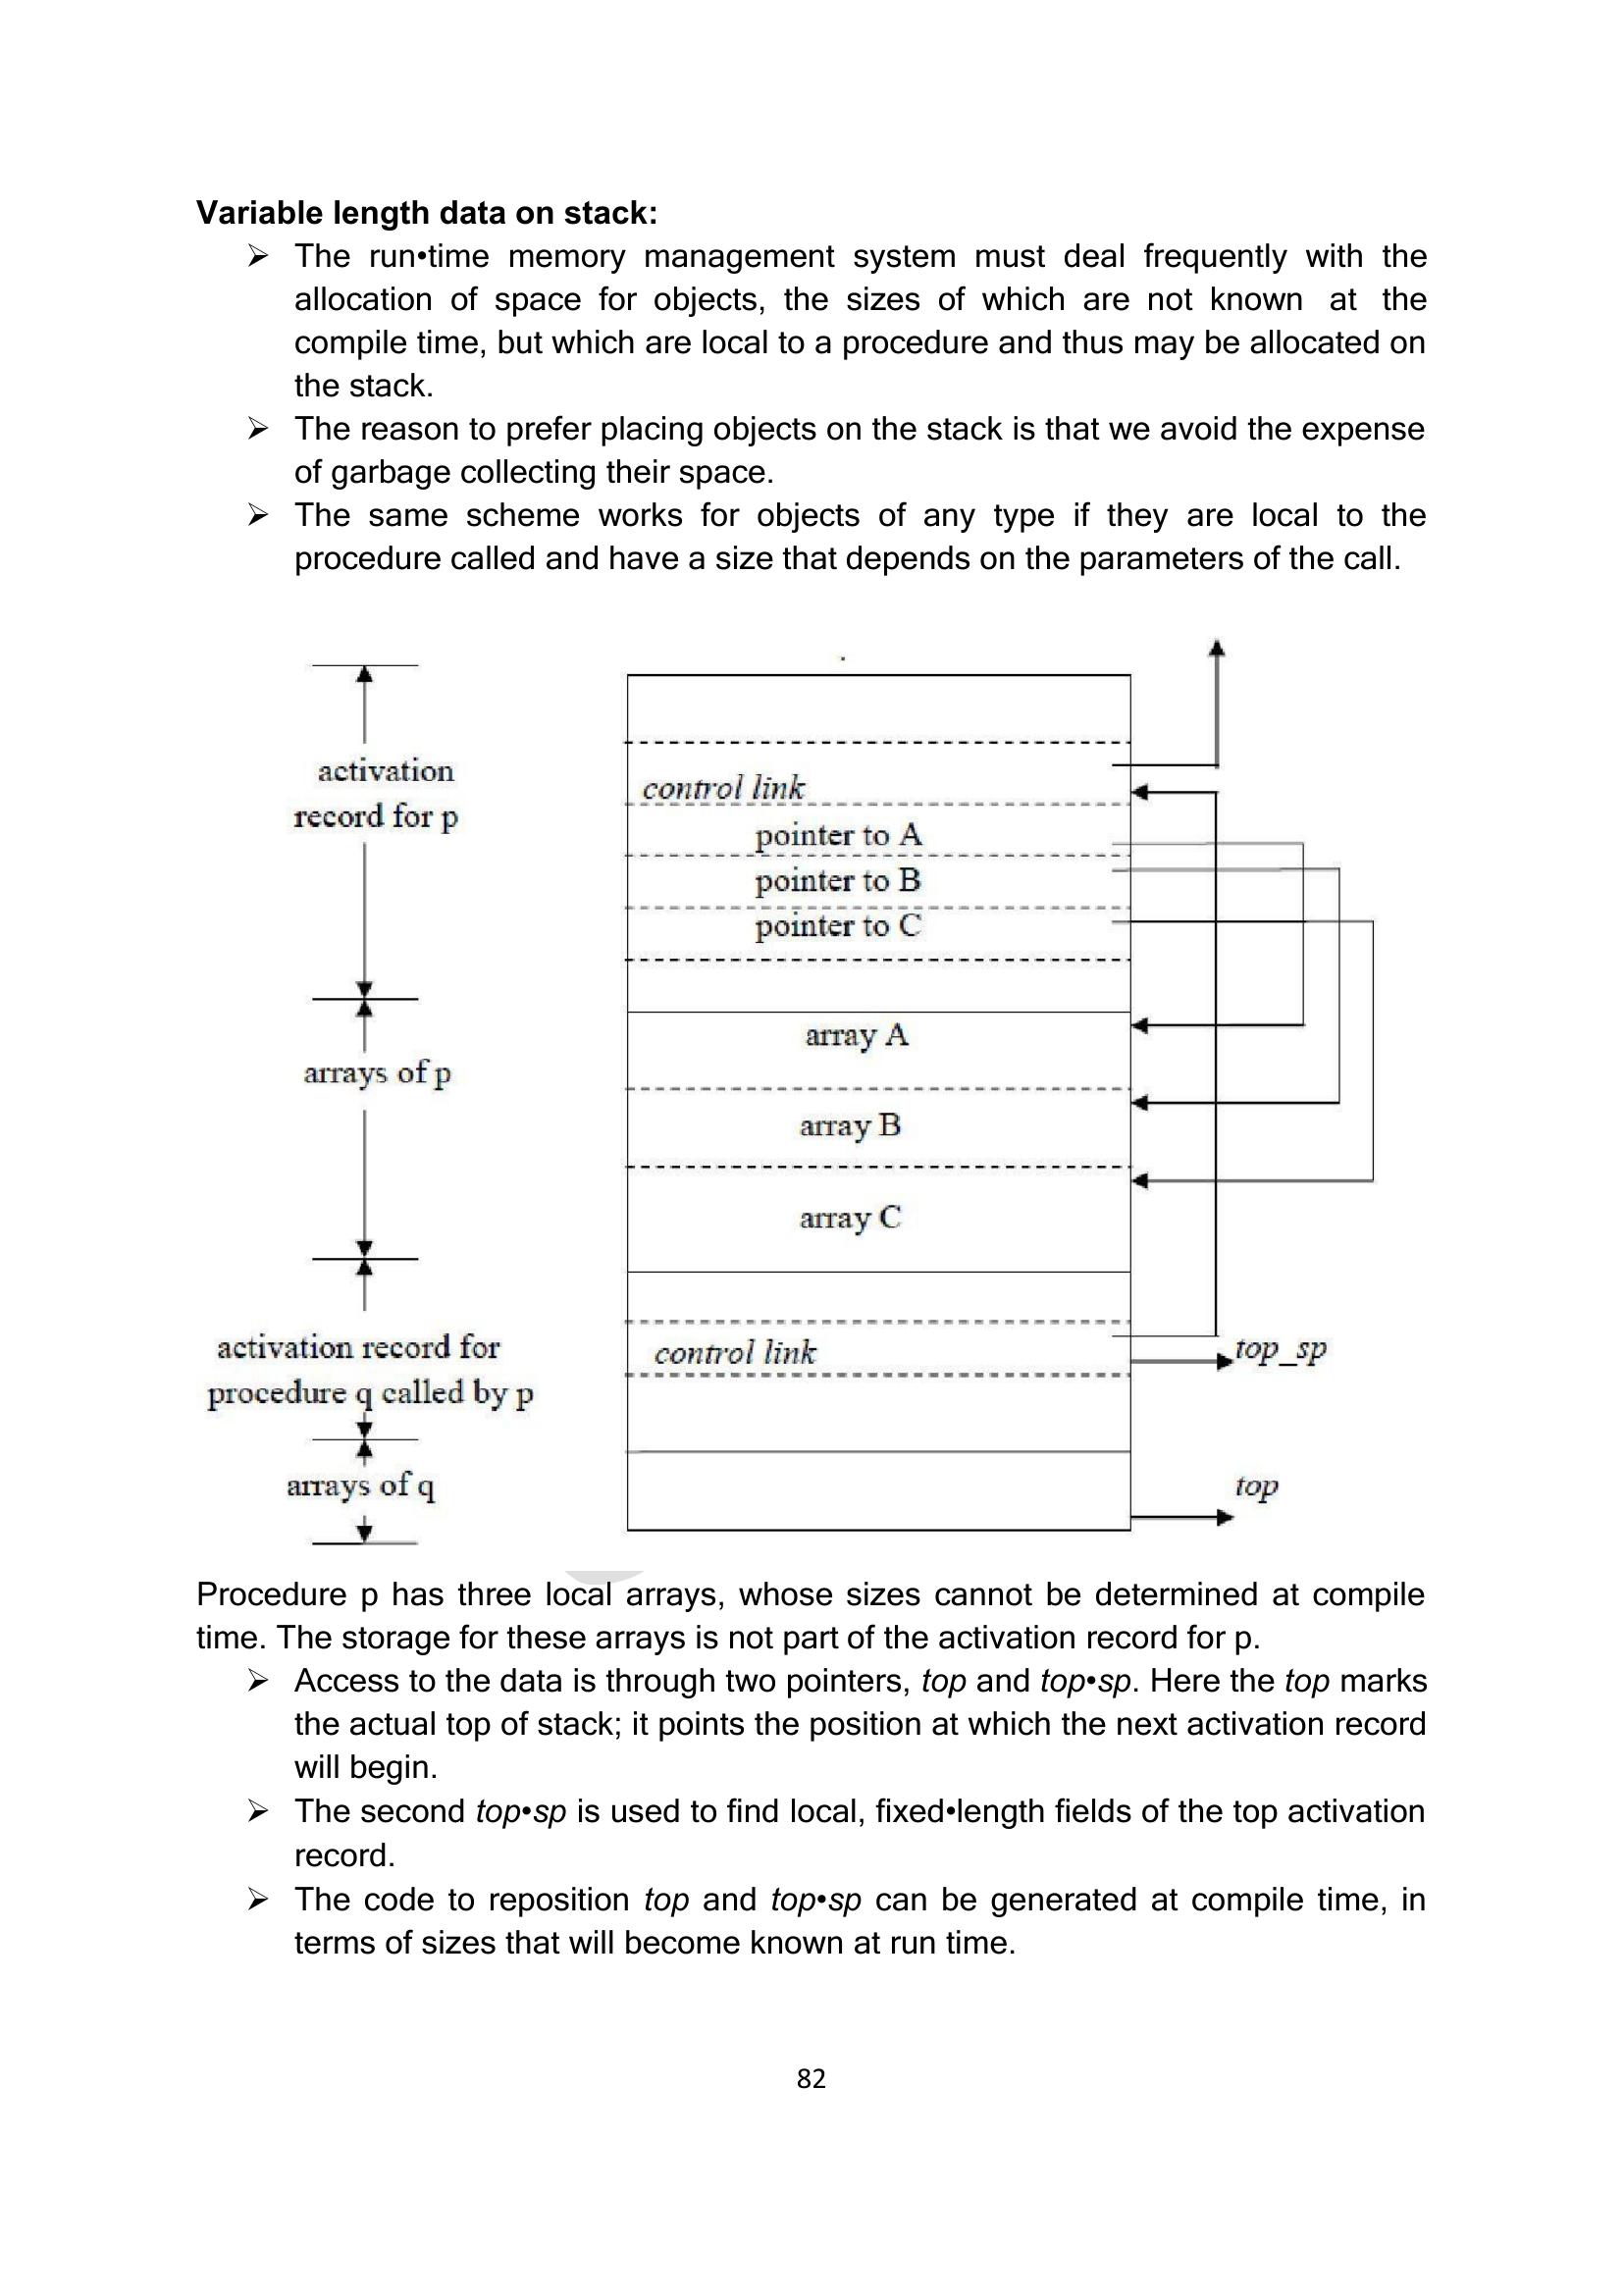 Variable length data on stack:
➢ The run•time memory management system must deal frequently with the
allocation of space for objects, the sizes of which are not known at the
compile time, but which are local to a procedure and thus may be allocated on
the stack.
➢ The reason to prefer placing objects on the stack is that we avoid the expense
of garbage collecting their space.
➢ The same scheme works for objects of any type if they are local to the
procedure called and have a size that depends on the parameters of the call.
activation
record for p
control link
pointer to A
pointer to B
pointer to C
arrays of p
array A
array B
array C
activation record for
procedure q called by p
control link
top_sp
arrays of q
top
Procedure p has three local arrays, whose sizes cannot be determined at compile
time. The storage for these arrays is not part of the activation record for p.
➢ Access to the data is through two pointers, top and top•sp. Here the top marks
the actual top of stack; it points the position at which the next activation record
will begin.
➢ The second top•sp is used to find local, fixed•length fields of the top activation
record.
➢ The code to reposition top and top•sp can be generated at compile time, in
terms of sizes that will become known at run time.
82